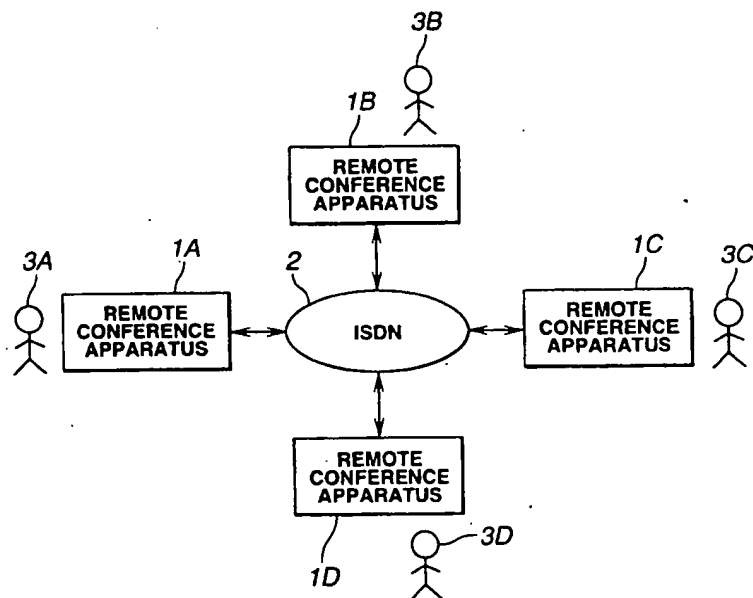 3B
1B
REMOTE
CONFERENCE
APPARATUS
3A
1A
REMOTE
CONFERENCE
APPARATUS
2
ISDN
1C
3C
REMOTE
CONFERENCE
APPARATUS
REMOTE
CONFERENCE
APPARATUS
1D
3D